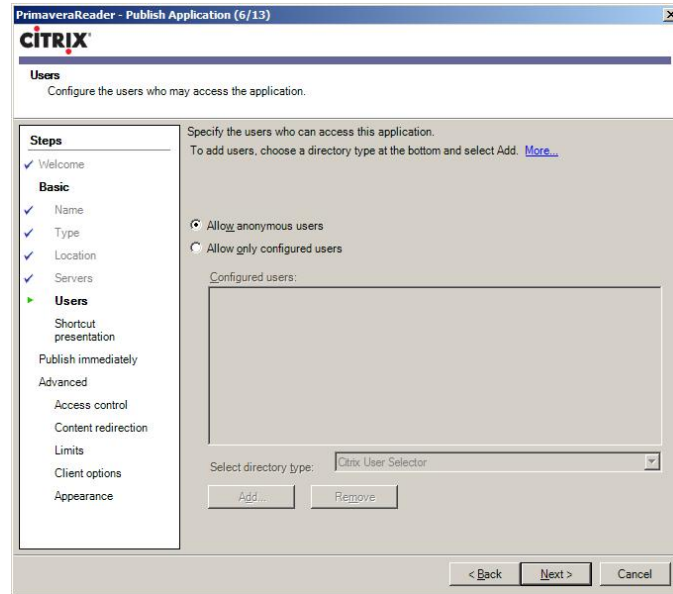 PrimaveraReader - Publish Application (6/13)
CİTRIX
Users
Configure the users who may access the application.
Steps
Welcome
Basic
Name
Type
Location
Servers
Users
Shortcut
presentation
Publish immediately
Advanced
Access control
Content redirection
Limits
Client options
Appearance
Specify the users who can access this application.
To add users, choose a directory type at the bottom and select Add. More...
Allow anonymous users
Allow only configured users
Configured users:
Select directory type: Citrix User Selector
Add... Remove
< Back Next > Cancel